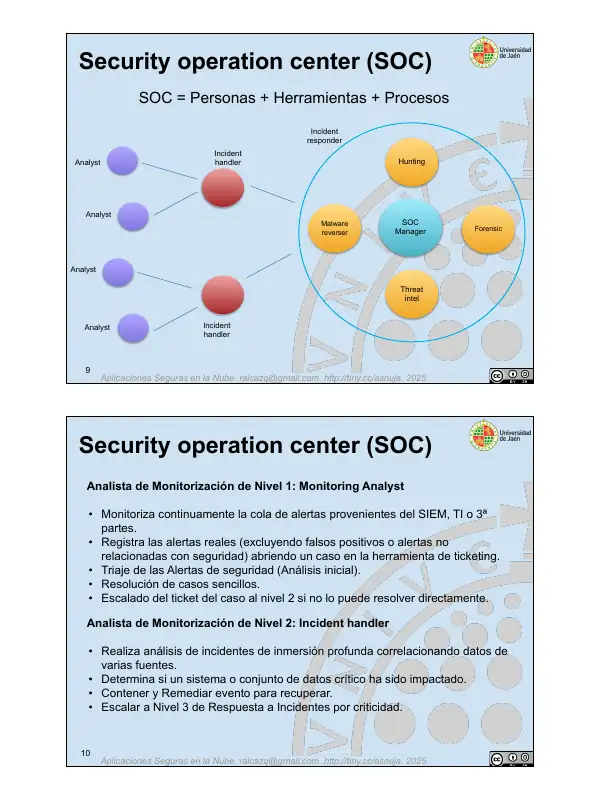 Security operation center (SOC)
Universidad
de Jaén
SOC = Personas + Herramientas + Procesos
Incident
responder
Analyst
Incident
handler
Hunting
Analyst
Malware
reverser
SOC
Manager
Forensic
Analyst
Threat
intel
Analyst
Incident
handler
9
Aplicaciones Seguras en la Nube. ralcazq@gmail.com. http://tiny.cc/asnuja. 2025
Security operation center (SOC)
Universidad
de Jaén
Analista de Monitorización de Nivel 1: Monitoring Analyst
• Monitoriza continuamente la cola de alertas provenientes del SIEM, TI o 3ª
partes.
• Registra las alertas reales (excluyendo falsos positivos o alertas no
relacionadas con seguridad) abriendo un caso en la herramienta de ticketing.
• Triaje de las Alertas de seguridad (Análisis inicial).
• Resolución de casos sencillos.
• Escalado del ticket del caso al nivel 2 si no lo puede resolver directamente.
Analista de Monitorización de Nivel 2: Incident handler
• Realiza análisis de incidentes de inmersión profunda correlacionando datos de
varias fuentes.
• Determina si un sistema o conjunto de datos crítico ha sido impactado.
• Contener y Remediar evento para recuperar.
• Escalar a Nivel 3 de Respuesta a Incidentes por criticidad.
10
Aplicaciones Seguras en la Nube. ralcazq@gmail.com. http://tiny.cc/asnuja. 2025